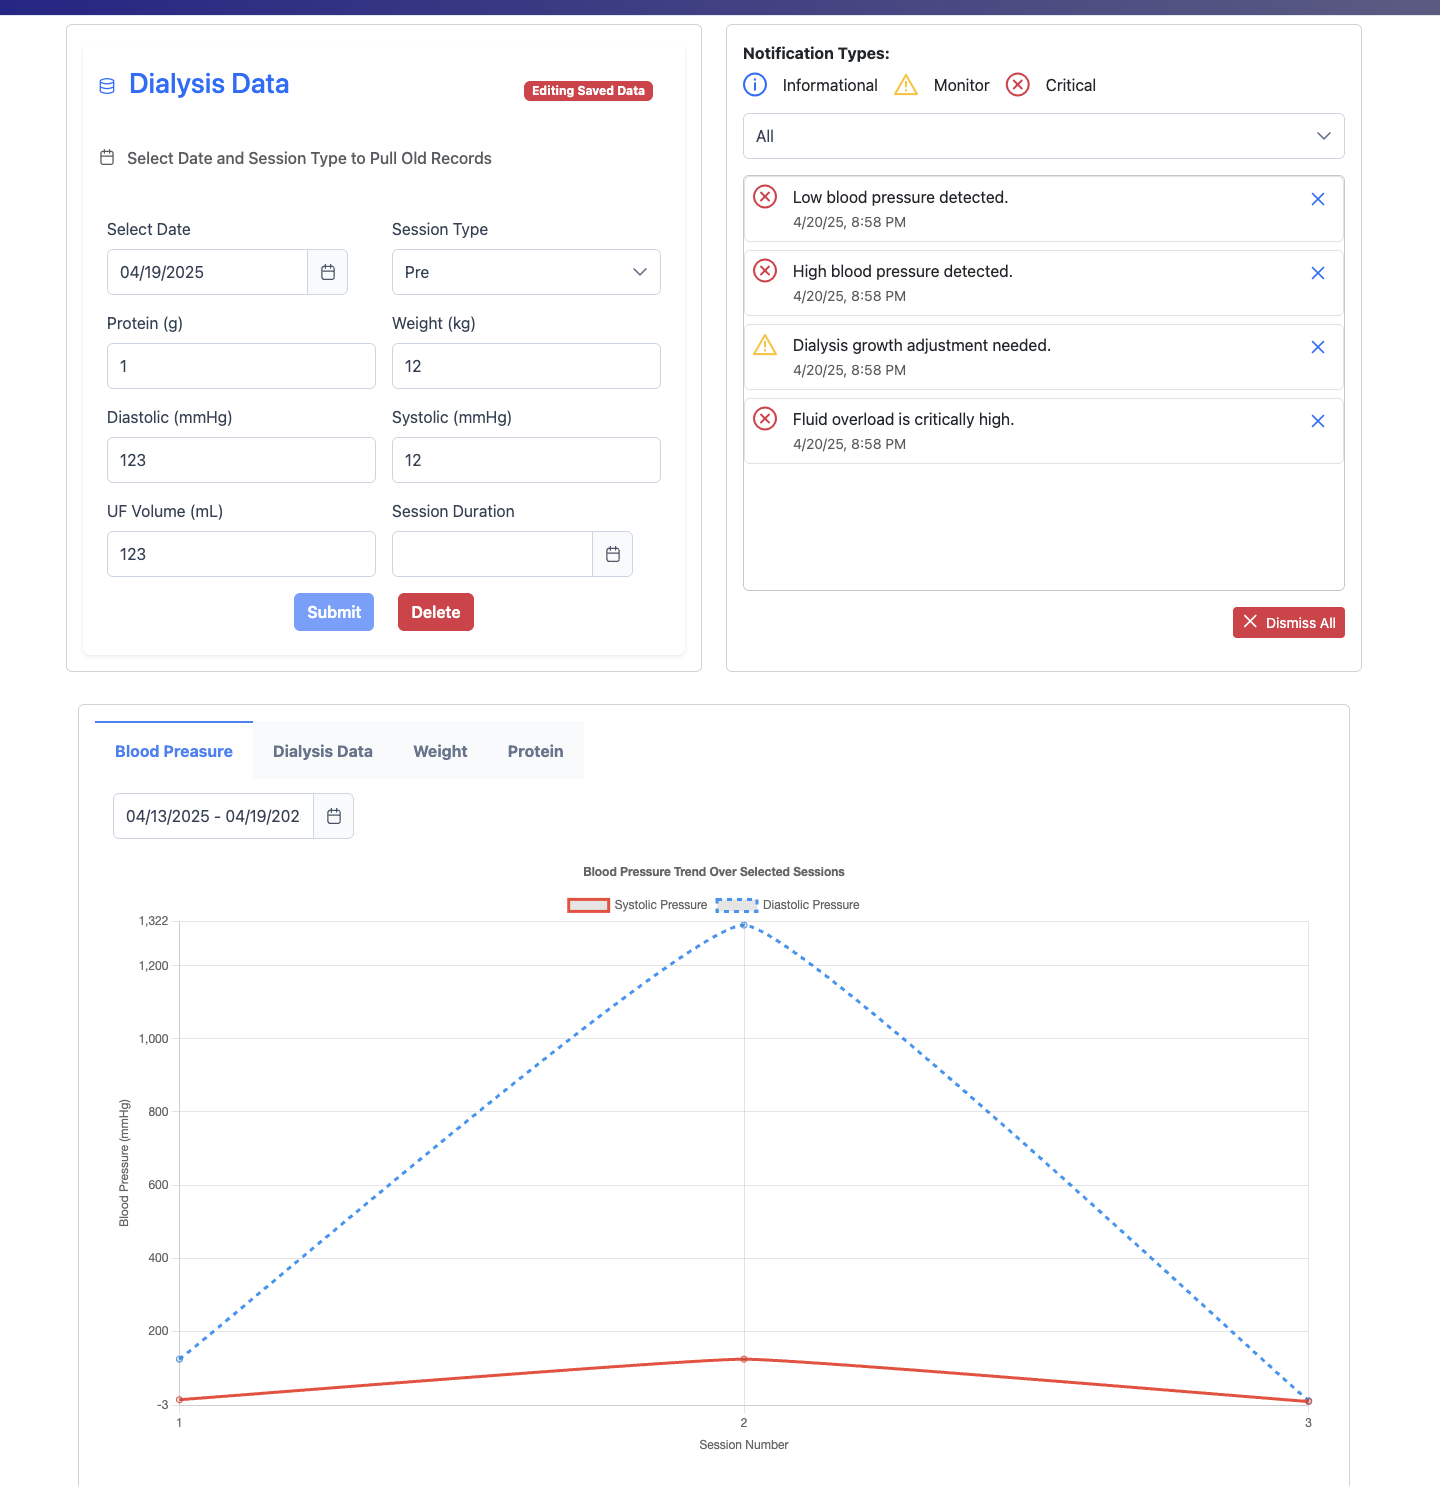 Dialysis Data
Editing Saved Data
Select Date and Session Type to Pull Old Records
Select Date
Session Type
04/19/2025
Pre
Protein (g)
Weight (kg)
1
12
Diastolic (mmHg)
Systolic (mmHg)
123
12
UF Volume (mL)
Session Duration
123
Submit
Delete
Notification Types:
Informational
Monitor
Critical
All
Low blood pressure detected.
4/20/25, 8:58 PM
High blood pressure detected.
4/20/25, 8:58 PM
Dialysis growth adjustment needed.
4/20/25, 8:58 PM
Fluid overload is critically high.
4/20/25, 8:58 PM
Dismiss All
Blood Preasure
Dialysis Data
Weight
Protein
04/13/2025 - 04/19/202
Blood Pressure Trend Over Selected Sessions
Systolic Pressure
Diastolic Pressure
1,322
1,200
1,000
800
600
400
200
-3
Blood Pressure (mmHg)
1
2
3
Session Number